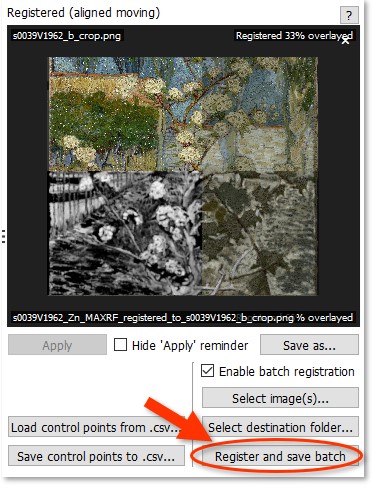 Registered (aligned moving)
?
s0039V1962_b_crop.png
Registered 33% overlayed
×
s0039V1962_Zn_MAXRF_registered_to_s0039V1962_b_crop.png % overlayed
Apply
Hide 'Apply' reminder
Save as...
Enable batch registration
Select image(s)...
Load control points from .csv...
Select destination folder...
Save control points to .csv...
Register and save batch